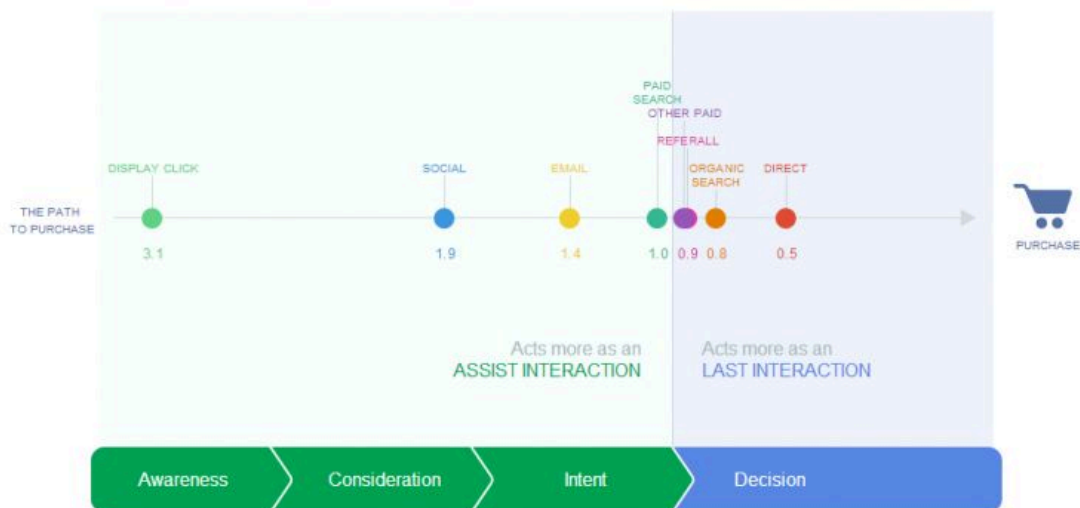 PAID
SEARCH
OTHER PAID
REFERALL
DISPLAY CLICK
SOCIAL
EMAIL
ORGANIC
SEARCH
DIRECT
THE PATH
TO PURCHASE
PURCHASE
3.1
1.9
1.4
1.0
0.9
0.8
0.5
Acts more as an
ASSIST INTERACTION
Acts more as an
LAST INTERACTION
Awareness
Consideration
Intent
Decision